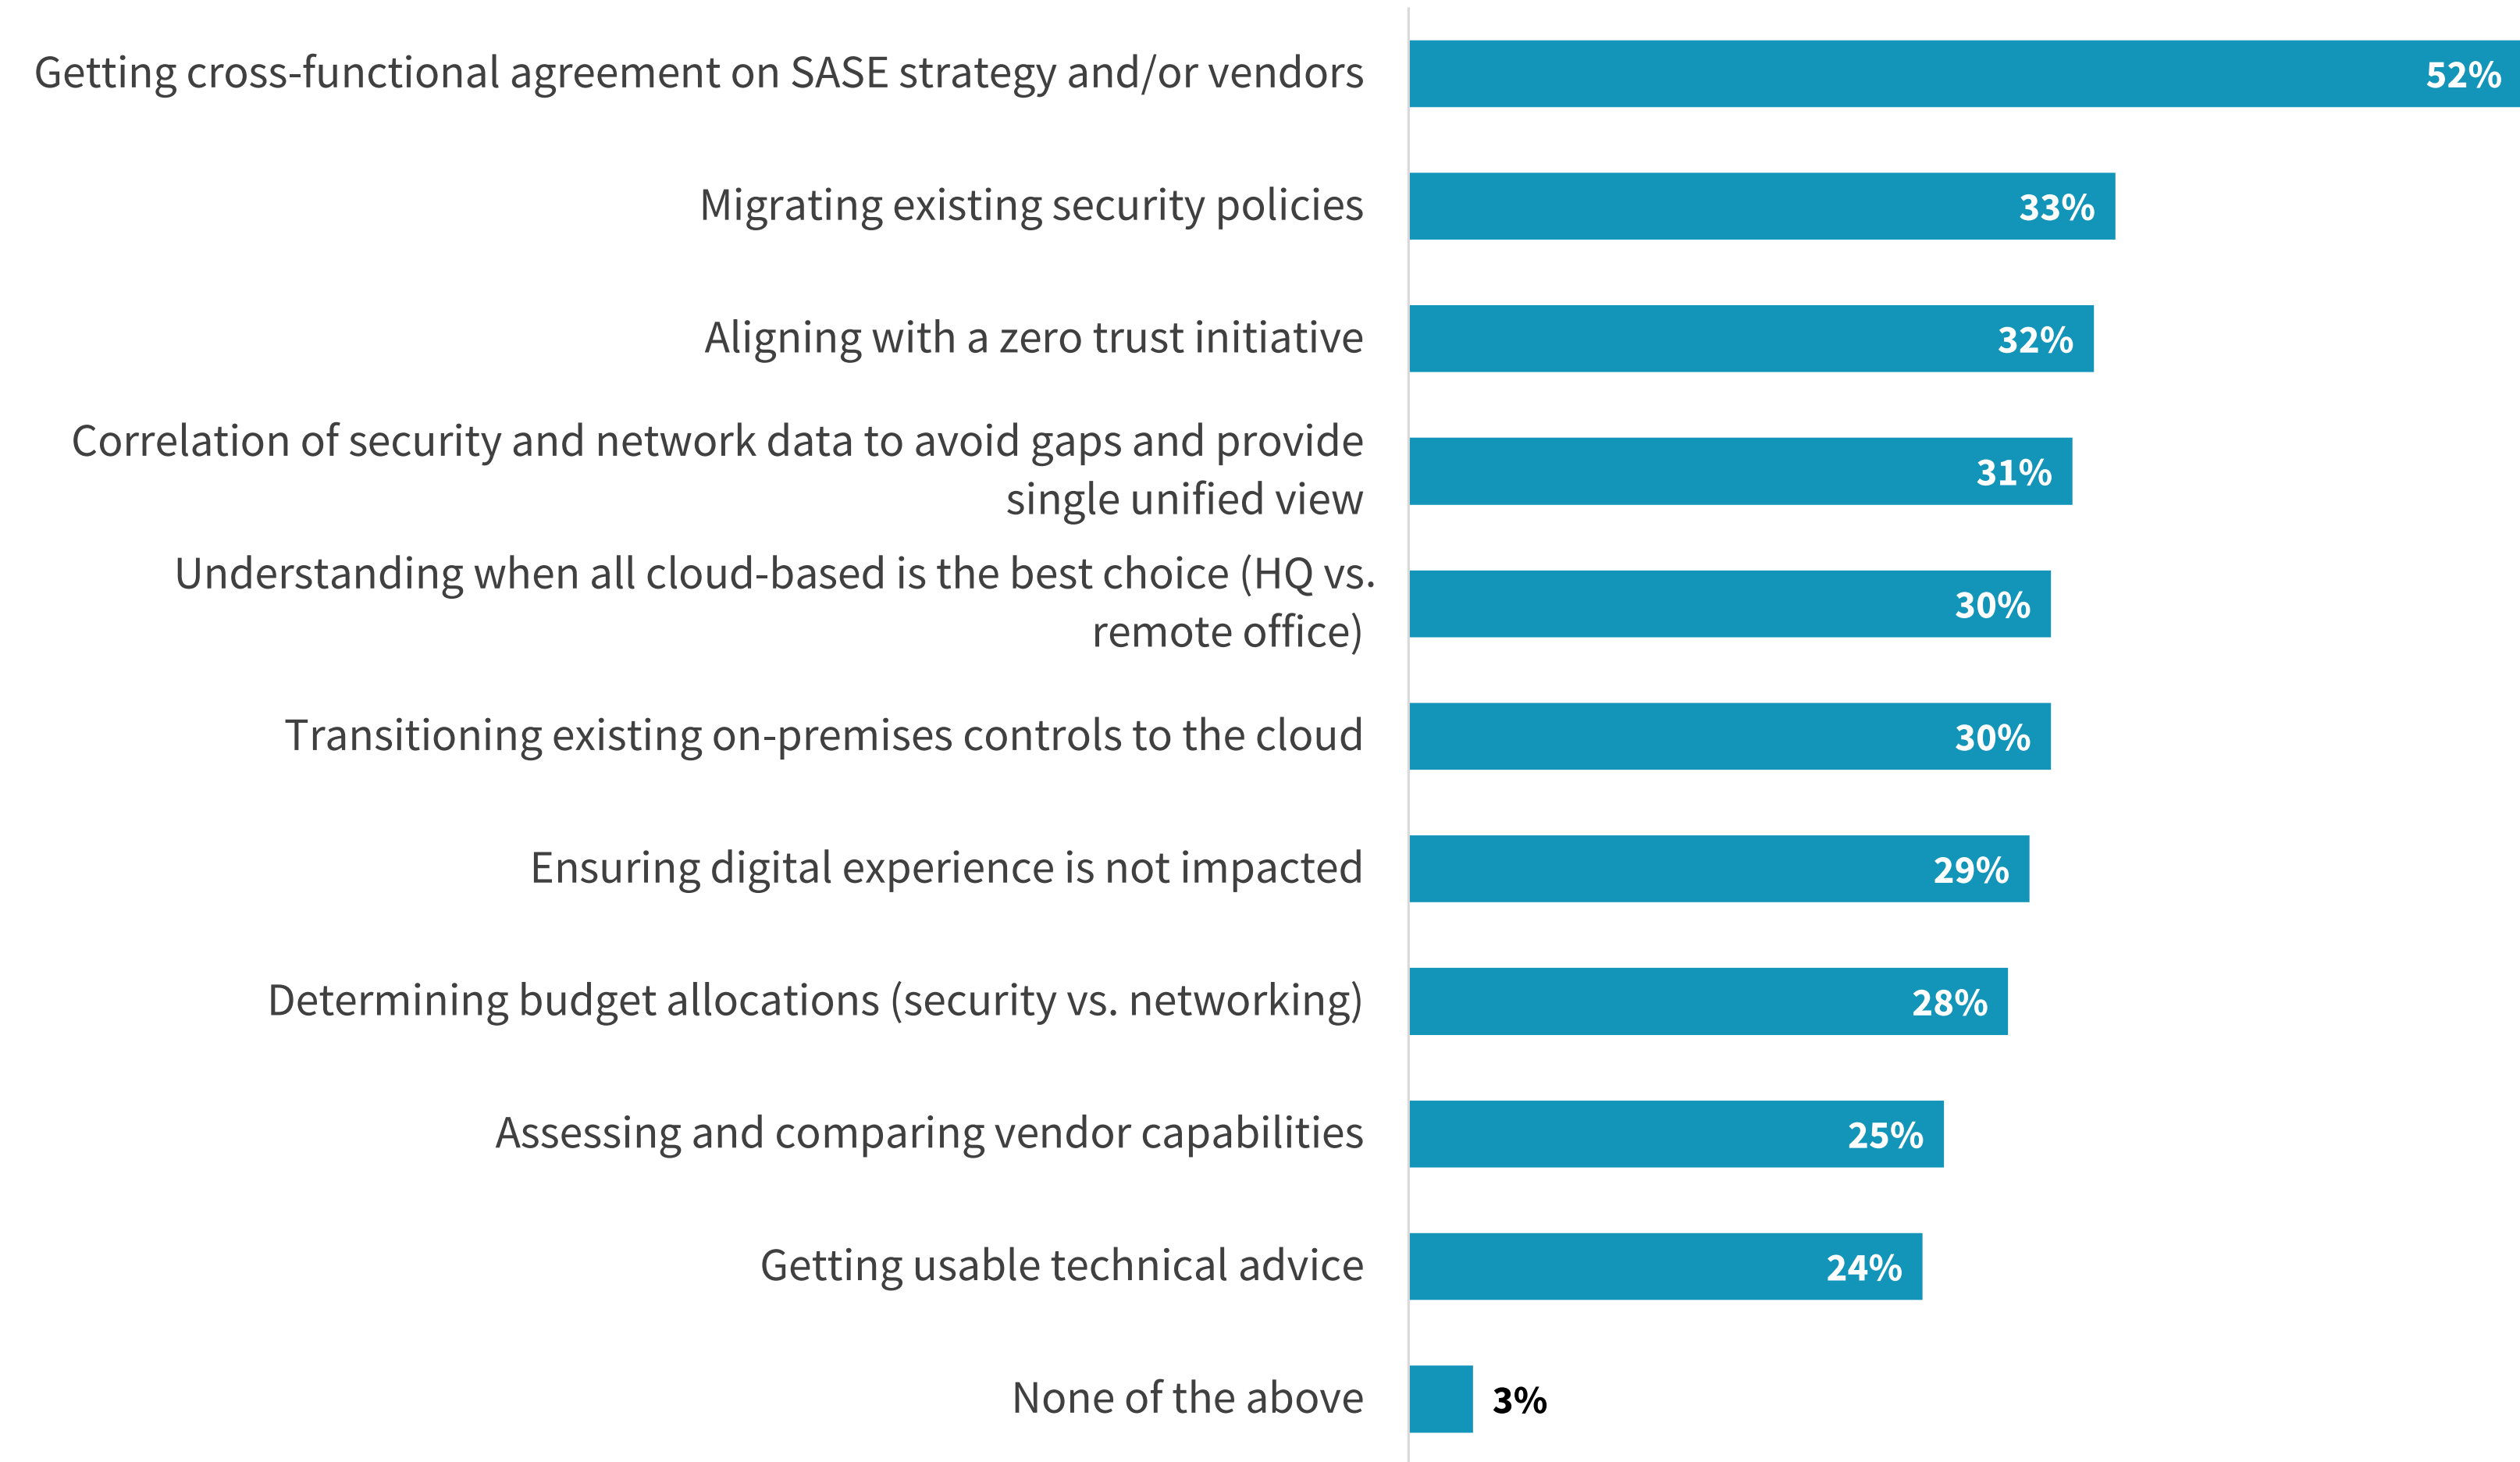 Getting cross-functional agreement on SASE strategy and/or vendors 52%
Migrating existing security policies 33%
Aligning with a zero trust initiative 32%
Correlation of security and network data to avoid gaps and provide
single unified view 31%
Understanding when all cloud-based is the best choice (HQ vs.
remote office) 30%
Transitioning existing on-premises controls to the cloud 30%
Ensuring digital experience is not impacted 29%
Determining budget allocations (security vs. networking) 28%
Assessing and comparing vendor capabilities 25%
Getting usable technical advice 24%
None of the above 3%